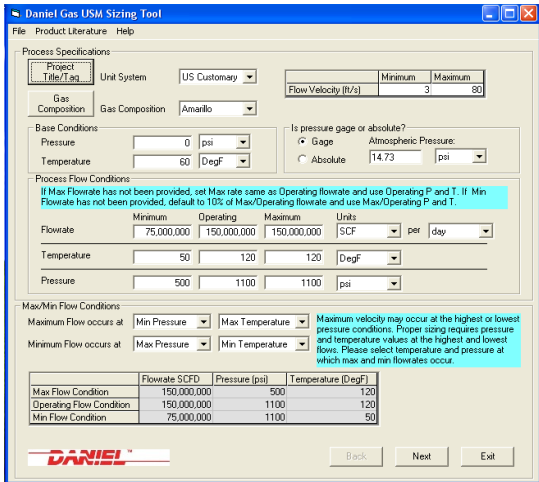 Daniel Gas USM Sizing Tool
File Product Literature Help
Process Specifications
Project Title/Tag
Unit System US Customary
Minimum Maximum
Flow Velocity (ft/s) 3 80
Gas Composition
Gas Composition Amarillo
Base Conditions
Pressure 0 psi
Temperature 60 DegF
Is pressure gage or absolute?
Gage Atmospheric Pressure:
Absolute 14.73 psi
Process Flow Conditions
If Max Flowrate has not been provided, set Max rate same as Operating flowrate and use Operating P and T. If Min
Flowrate has not been provided, default to 10% of Max/Operating flowrate and use Max/Operating P and T.
Minimum Operating Maximum Units
Flowrate 75,000,000 150,000,000 150,000,000 SCF per day
Temperature 50 120 120 DegF
Pressure 500 1100 1100 psi
Max/Min Flow Conditions
Maximum Flow occurs at Min Pressure Max Temperature
Minimum Flow occurs at Max Pressure Min Temperature
Maximum velocity may occur at the highest or lowest
pressure conditions. Proper sizing requires pressure
and temperature values at the highest and lowest
flows. Please select temperature and pressure at
which max and min flowrates occur.
Flowrate SCFD Pressure (psi) Temperature (DegF)
Max Flow Condition 150,000,000 500 120
Operating Flow Condition 150,000,000 1100 120
Min Flow Condition 75,000,000 1100 50
DANIEL™
Back Next Exit